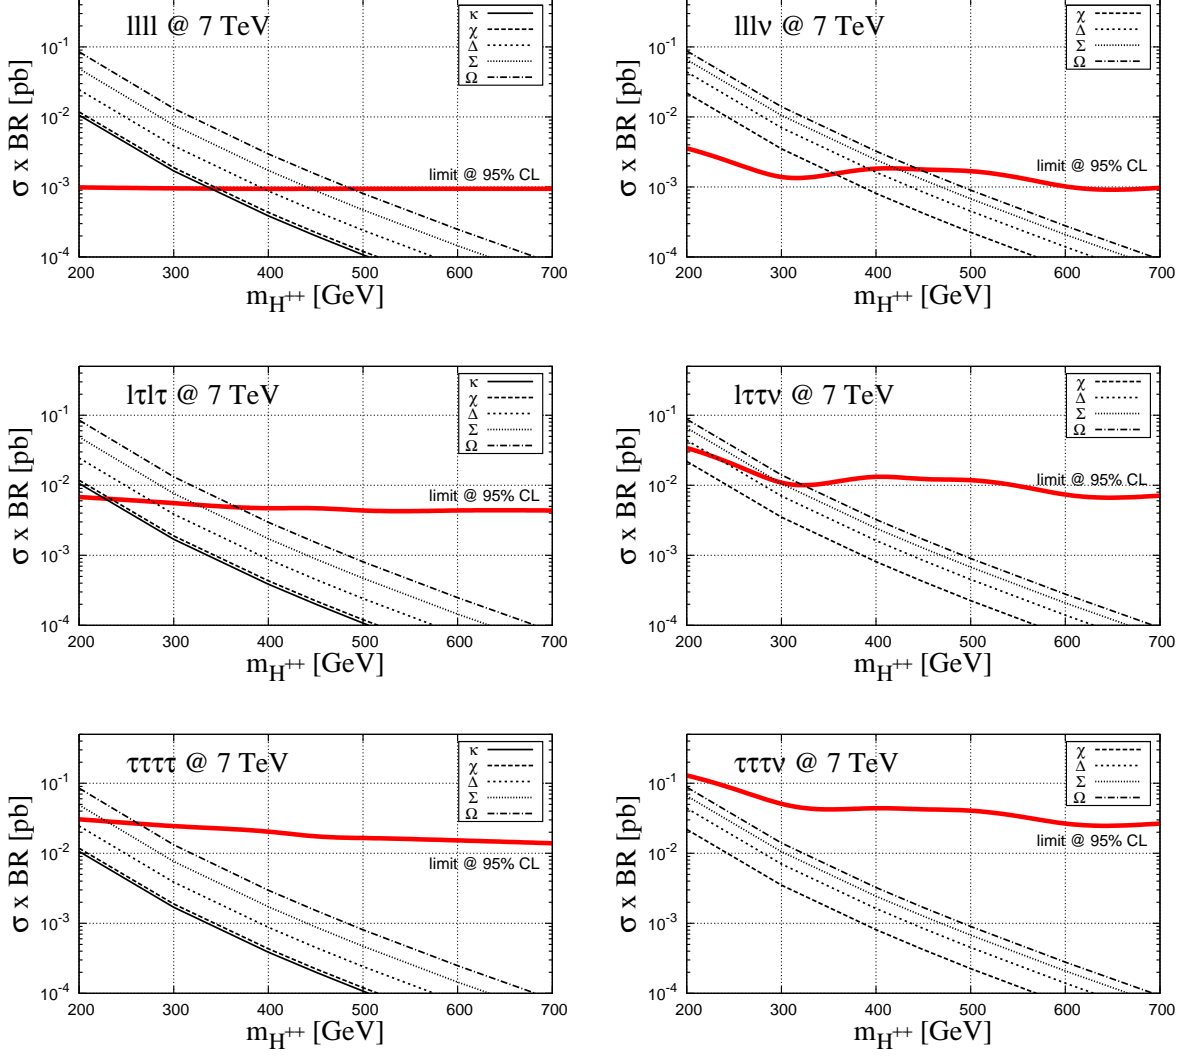 llll @ 7 TeV
κ
χ
Δ
Σ
Ω
10^-1
10^-2
10^-3
10^-4
σ x BR [pb]
limit @ 95% CL
200 300 400 500 600 700
m_H^++ [GeV]
lllν @ 7 TeV
χ
Δ
Σ
Ω
10^-1
10^-2
10^-3
10^-4
σ x BR [pb]
limit @ 95% CL
200 300 400 500 600 700
m_H^++ [GeV]
lτlτ @ 7 TeV
κ
χ
Δ
Σ
Ω
10^-1
10^-2
10^-3
10^-4
σ x BR [pb]
limit @ 95% CL
200 300 400 500 600 700
m_H^++ [GeV]
lττν @ 7 TeV
χ
Δ
Σ
Ω
10^-1
10^-2
10^-3
10^-4
σ x BR [pb]
limit @ 95% CL
200 300 400 500 600 700
m_H^++ [GeV]
ττττ @ 7 TeV
κ
χ
Δ
Σ
Ω
10^-1
10^-2
10^-3
10^-4
σ x BR [pb]
limit @ 95% CL
200 300 400 500 600 700
m_H^++ [GeV]
τττν @ 7 TeV
χ
Δ
Σ
Ω
10^-1
10^-2
10^-3
10^-4
σ x BR [pb]
limit @ 95% CL
200 300 400 500 600 700
m_H^++ [GeV]